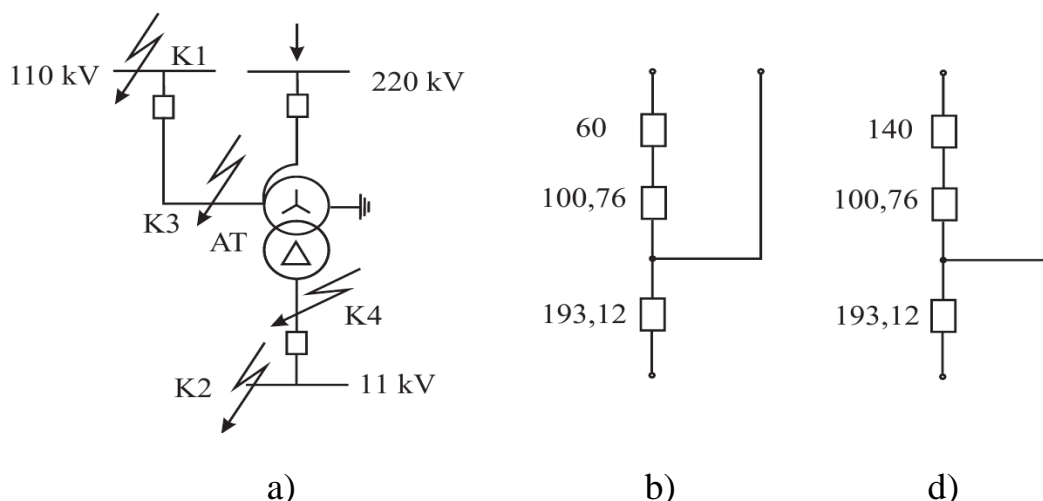 K1
110 kV
220 kV
K3
AT
K4
K2
11 kV
a)
60
100,76
193,12
b)
140
100,76
193,12
d)